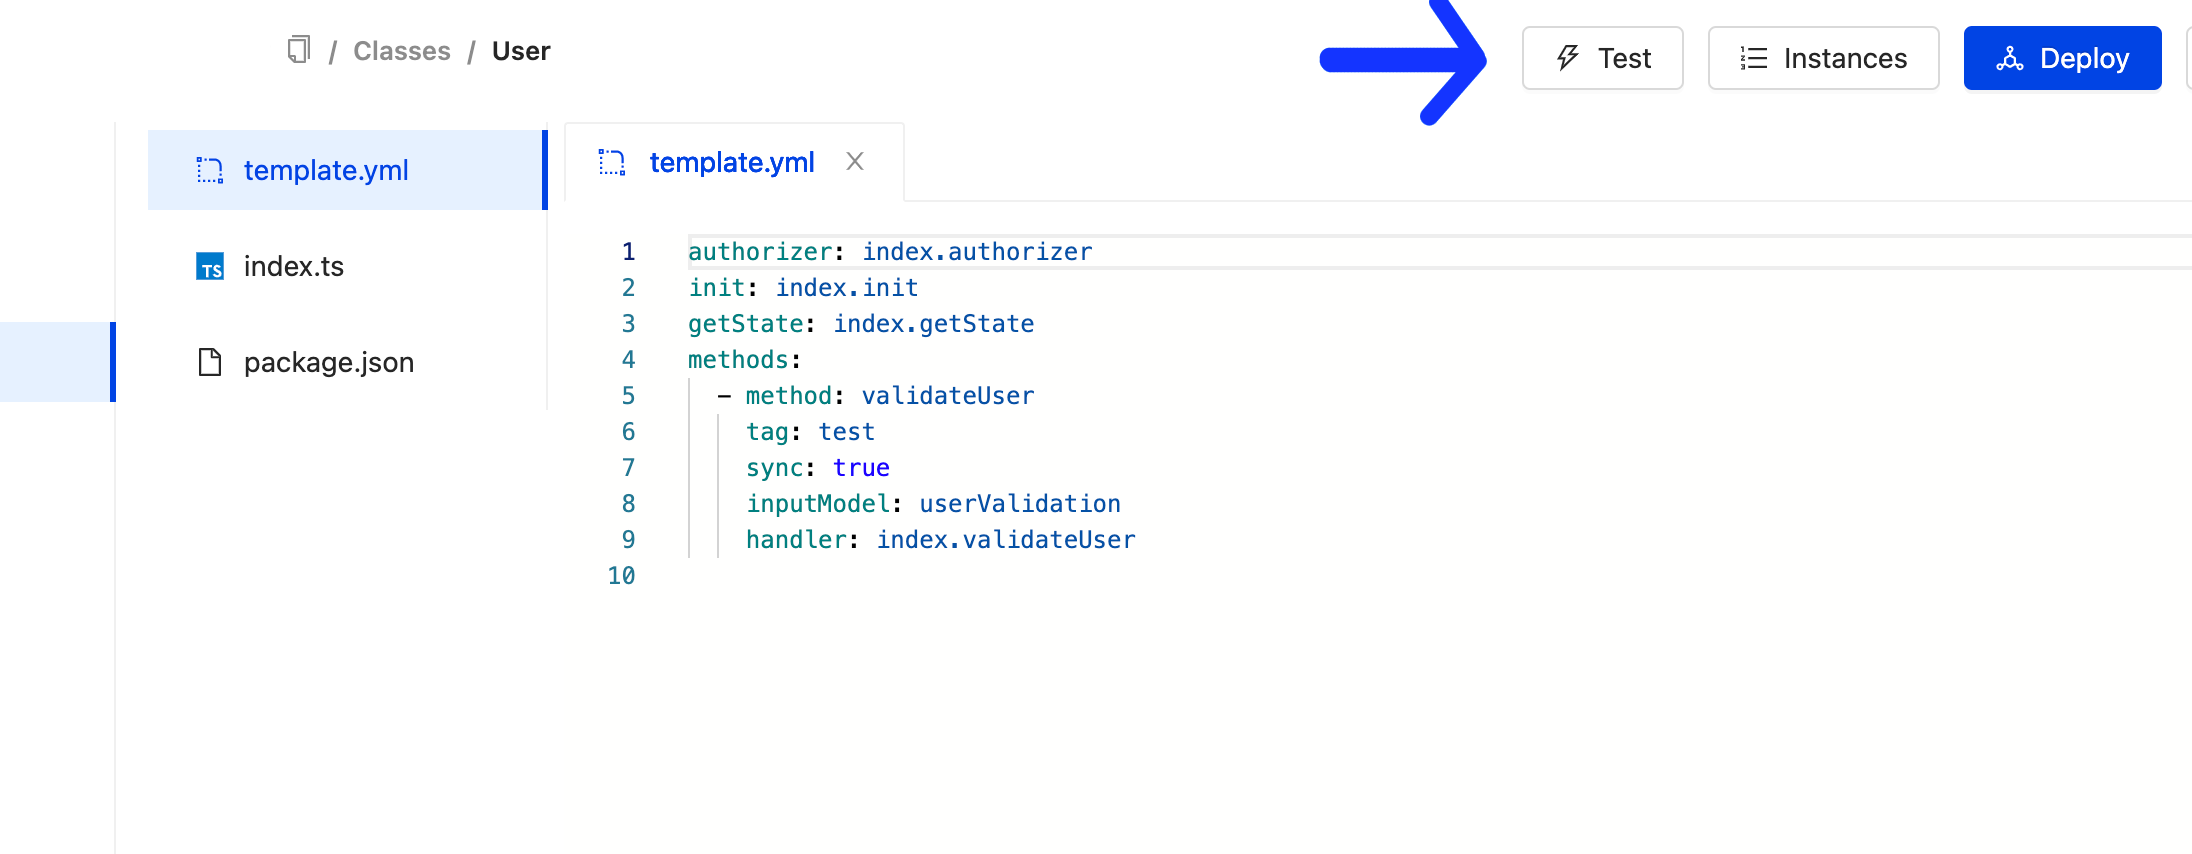 / Classes / User
Test
Instances
Deploy
template.yml
index.ts
package.json
template.yml X
1 authorizer: index.authorizer
2 init: index.init
3 getState: index.getState
4 methods:
5 - method: validateUser
6 tag: test
7 sync: true
8 inputModel: userValidation
9 handler: index.validateUser
10